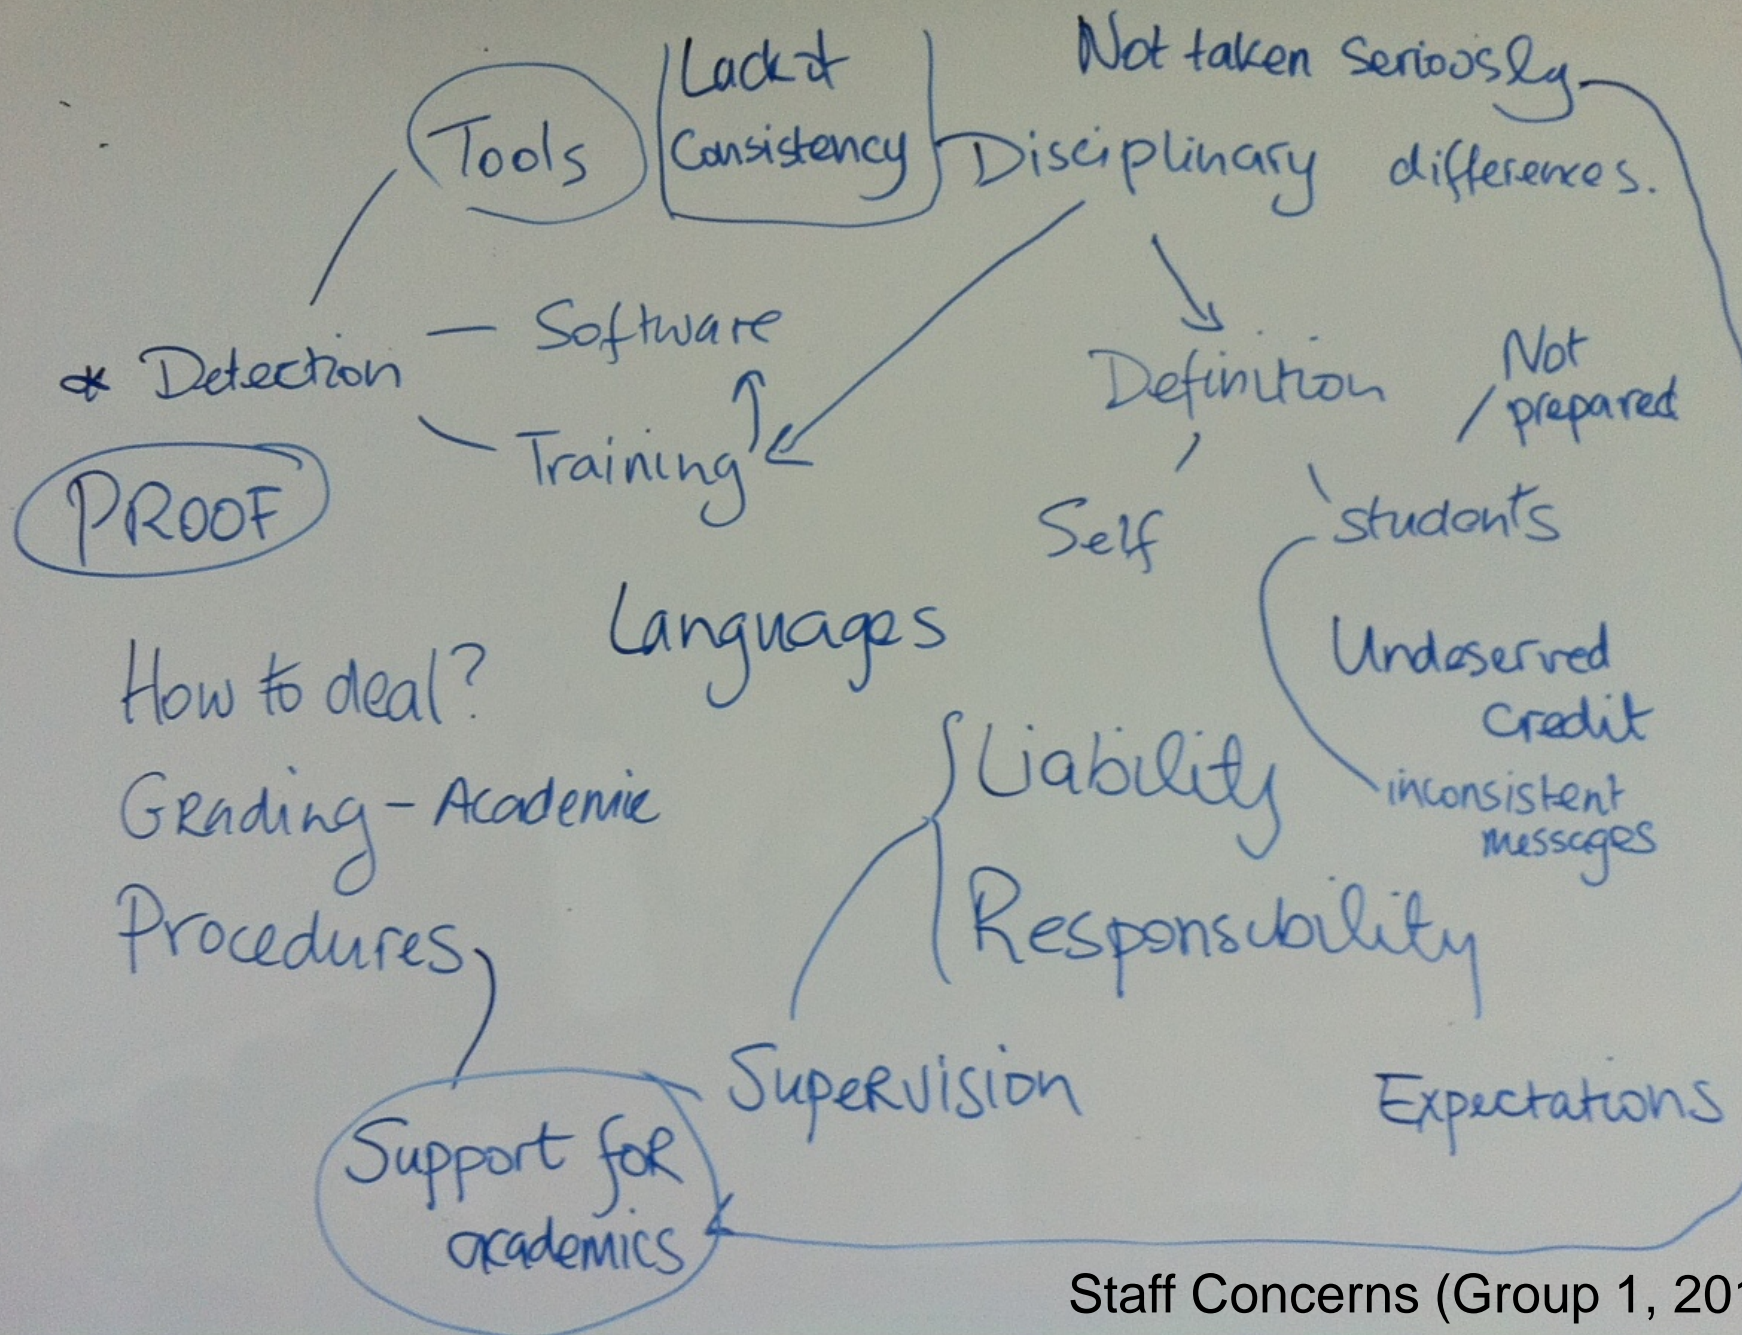 Lack of
Not taken Seriously
Tools
Consistency
Disciplinary differences.
Software
* Detection
Definition
Not
prepared
Training
PROOF
Self
students
Languages
How to deal?
Undeserved
credit
Liability
Grading - Academic
inconsistent
messages
Responsibility
Procedures
Supervision
Expectations
Support for
academics
Staff Concerns (Group 1, 201